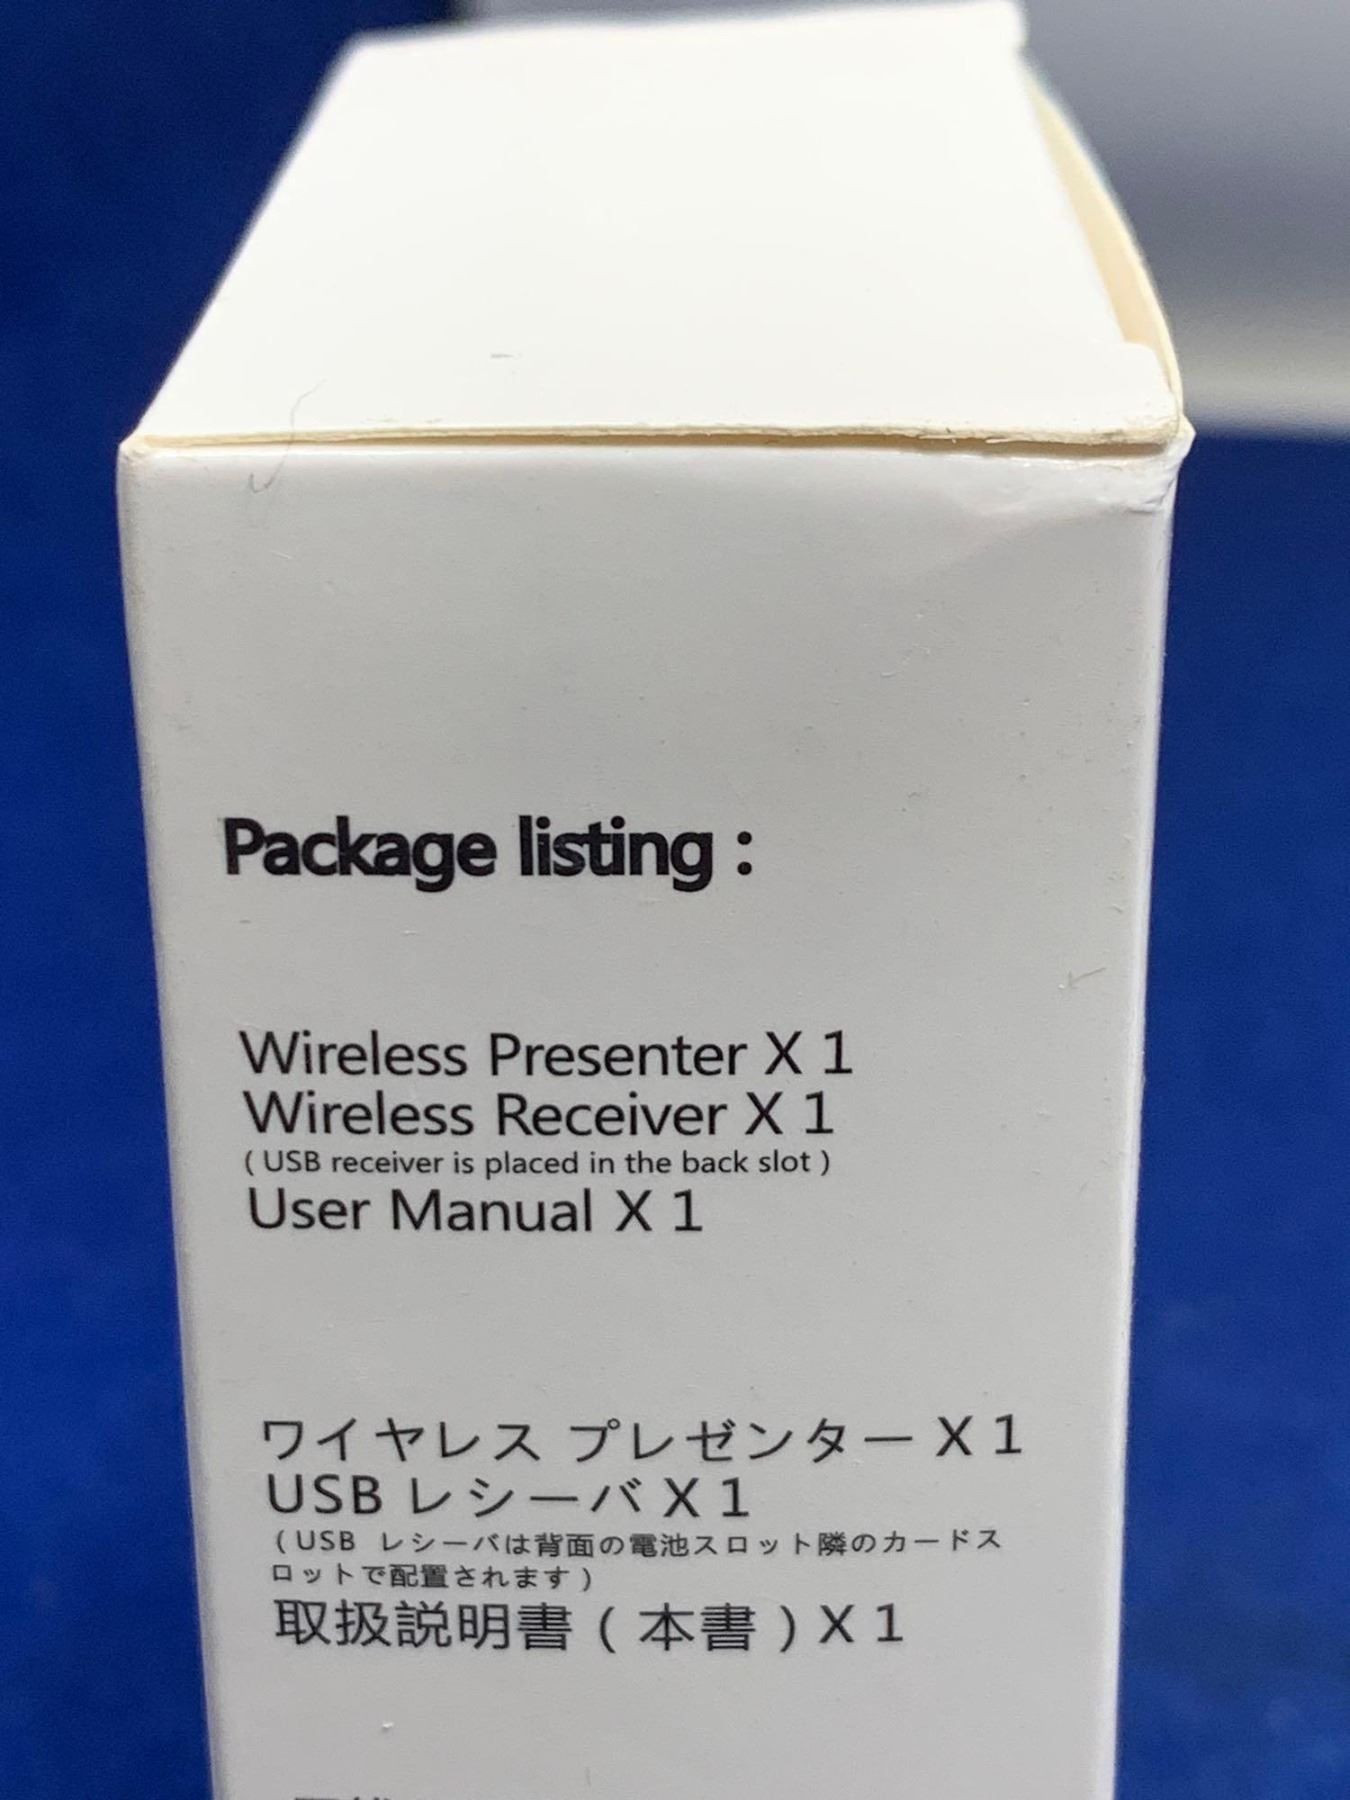 Package listing :
Wireless Presenter X 1
Wireless Receiver X 1
( USB receiver is placed in the back slot )
User Manual X 1
ワイヤレス プレゼンター X 1
USB レシーバ X 1
( USB レシーバは背面の電池スロット隣のカードス
ロットで配置されます )
取扱説明書 ( 本書 ) X 1